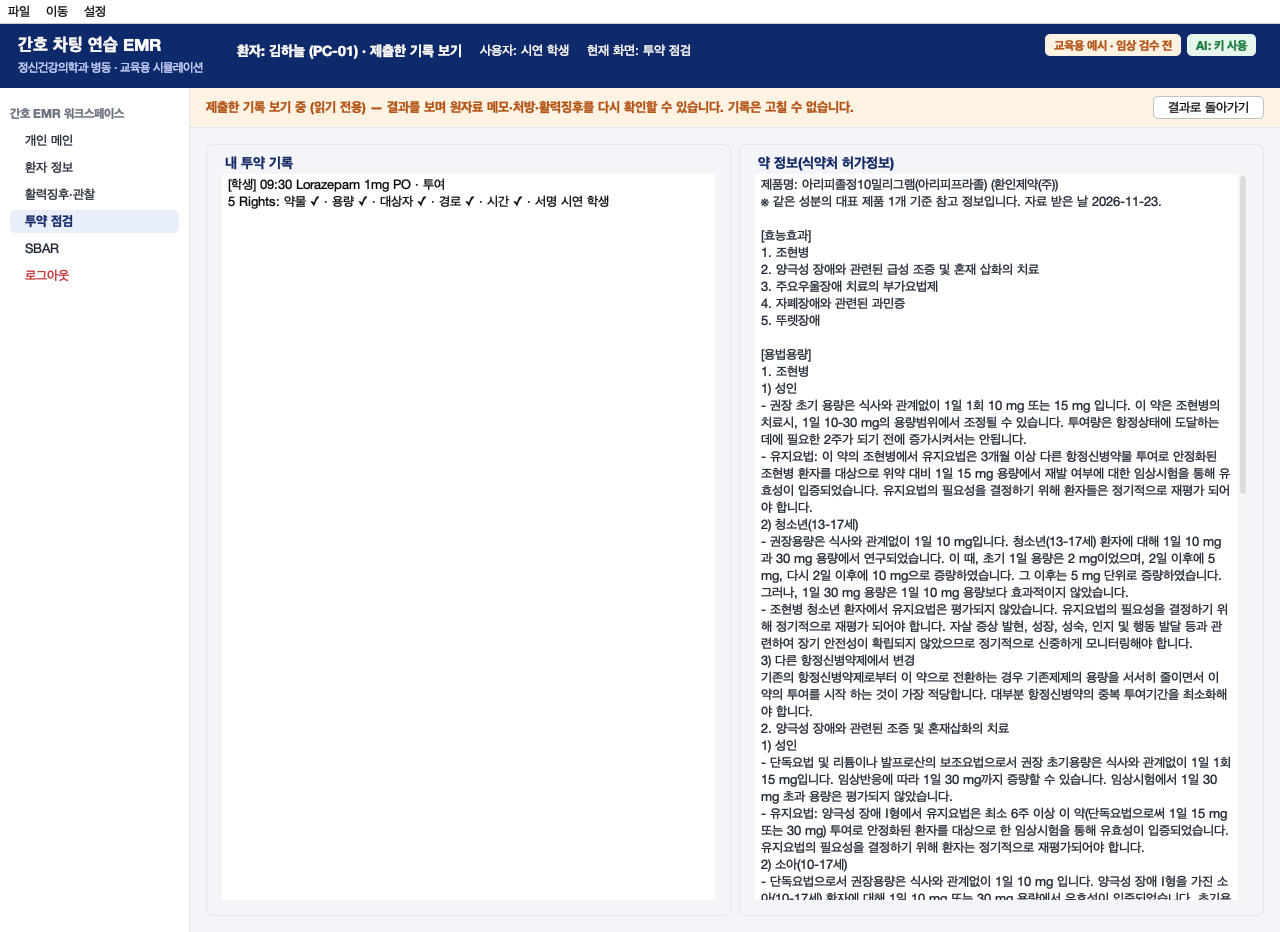 파일 이동 설정
간호 차팅 연습 EMR
정신건강의학과 병동 · 교육용 시뮬레이션
환자: 김하늘 (PC-01) · 제출한 기록 보기 사용자: 시연 학생 현재 화면: 투약 점검
교육용 예시 · 임상 검수 전
AI: 키 사용
간호 EMR 워크스페이스
개인 메인
환자 정보
활력징후·관찰
투약 점검
SBAR
로그아웃
제출한 기록 보기 중 (읽기 전용) — 결과를 보며 원자료 메모·처방·활력징후를 다시 확인할 수 있습니다. 기록은 고칠 수 없습니다.
결과로 돌아가기
내 투약 기록
[학생] 09:30 Lorazepam 1mg PO · 투여
5 Rights: 약물 ✓ · 용량 ✓ · 대상자 ✓ · 경로 ✓ · 시간 ✓ · 서명 시연 학생
약 정보(식약처 허가정보)
제품명: 아리피졸정10밀리그램(아리피프라졸) (환인제약(주))
※ 같은 성분의 대표 제품 1개 기준 참고 정보입니다. 자료 받은 날 2026-11-23.
[효능효과]
1. 조현병
2. 양극성 장애와 관련된 급성 조증 및 혼재 삽화의 치료
3. 주요우울장애 치료의 부가요법제
4. 자폐장애와 관련된 과민증
5. 뚜렛장애
[용법용량]
1. 조현병
1) 성인
- 권장 초기 용량은 식사와 관계없이 1일 1회 10 mg 또는 15 mg 입니다. 이 약은 조현병의
치료시, 1일 10-30 mg의 용량범위에서 조정될 수 있습니다. 투여량은 항정상태에 도달하는
데에 필요한 2주가 되기 전에 증가시켜서는 안됩니다.
- 유지요법: 이 약의 조현병에서 유지요법은 3개월 이상 다른 항정신병약물 투여로 안정화된
조현병 환자를 대상으로 위약 대비 1일 15 mg 용량에서 재발 여부에 대한 임상시험을 통해 유
효성이 입증되었습니다. 유지요법의 필요성을 결정하기 위해 환자들은 정기적으로 재평가 되어
야 합니다.
2) 청소년(13-17세)
- 권장용량은 식사와 관계없이 1일 10 mg입니다. 청소년(13-17세) 환자에 대해 1일 10 mg
과 30 mg 용량에서 연구되었습니다. 이 때, 초기 1일 용량은 2 mg이었으며, 2일 이후에 5
mg, 다시 2일 이후에 10 mg으로 증량하였습니다. 그 이후는 5 mg 단위로 증량하였습니다.
그러나, 1일 30 mg 용량은 1일 10 mg 용량보다 효과적이지 않았습니다.
- 조현병 청소년 환자에서 유지요법은 평가되지 않았습니다. 유지요법의 필요성을 결정하기 위
해 정기적으로 재평가 되어야 합니다. 자살 증상 발현, 성장, 성숙, 인지 및 행동 발달 등과 관
련하여 장기 안전성이 확립되지 않았으므로 정기적으로 신중하게 모니터링해야 합니다.
3) 다른 항정신병약제에서 변경
기존의 항정신병약제로부터 이 약으로 전환하는 경우 기존제제의 용량을 서서히 줄이면서 이
약의 투여를 시작 하는 것이 가장 적당합니다. 대부분 항정신병약의 중복 투여기간을 최소화해
야 합니다.
2. 양극성 장애와 관련된 조증 및 혼재삽화의 치료
1) 성인
- 단독요법 및 리튬이나 발프로산의 보조요법으로서 권장 초기용량은 식사와 관계없이 1일 1회
15 mg입니다. 임상반응에 따라 1일 30 mg까지 증량할 수 있습니다. 임상시험에서 1일 30
mg 초과 용량은 평가되지 않았습니다.
- 유지요법: 양극성 장애 I형에서 유지요법은 최소 6주 이상 이 약(단독요법으로써 1일 15 mg
또는 30 mg) 투여로 안정화된 환자를 대상으로 한 임상시험을 통해 유효성이 입증되었습니다.
유지요법의 필요성을 결정하기 위해 환자는 정기적으로 재평가되어야 합니다.
2) 소아(10-17세)
- 단독요법으로서 권장용량은 식사와 관계없이 1일 10 mg 입니다. 양극성 장애 I형을 가진 소
아(10-17세) 환자에 대해 1일 10 mg 또는 30 mg 용량에서 유효성이 입증되었습니다. 초기용